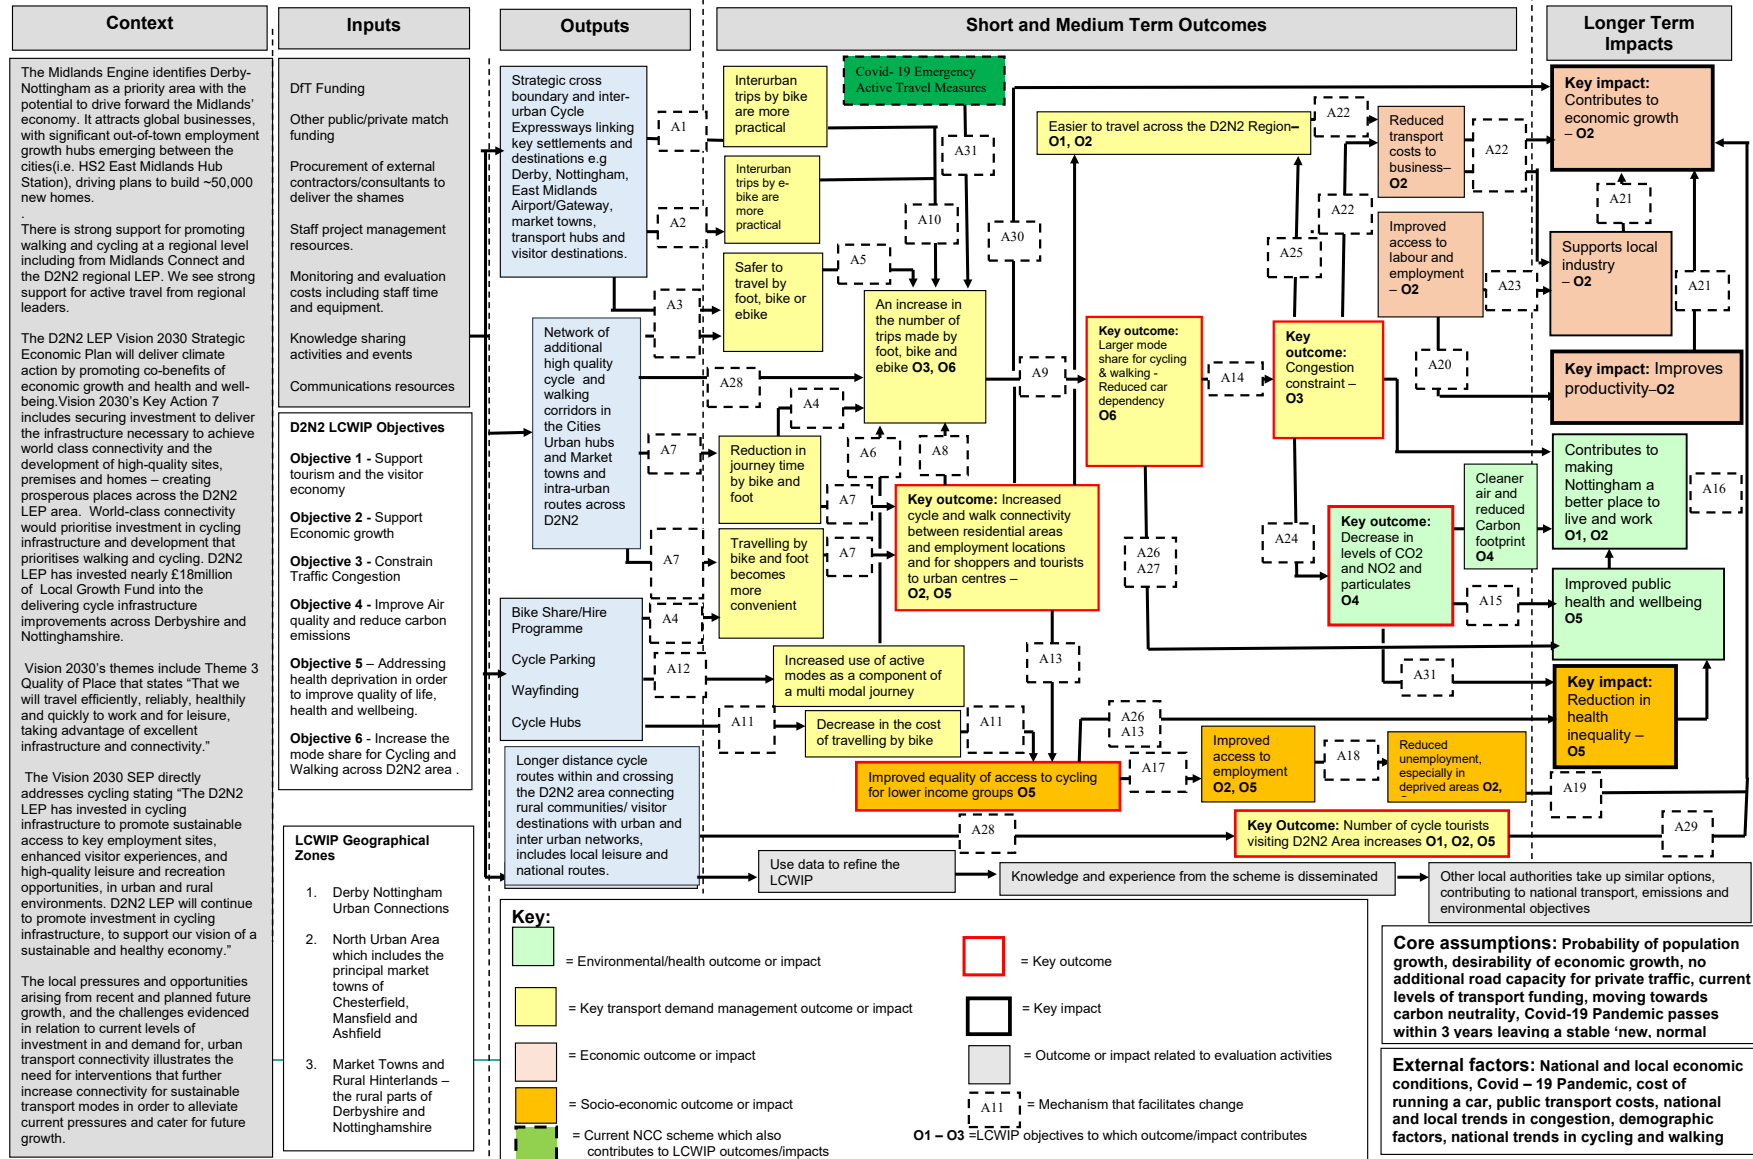 Context
The Midlands Engine identifies Derby-
Nottingham as a priority area with the
potential to drive forward the Midlands'
economy. It attracts global businesses,
with significant out-of-town employment
growth hubs emerging between the
cities(i.e. HS2 East Midlands Hub
Station), driving plans to build ~50,000
new homes.
.
There is strong support for promoting
walking and cycling at a regional level
including from Midlands Connect and
the D2N2 regional LEP. We see strong
support for active travel from regional
leaders.
The D2N2 LEP Vision 2030 Strategic
Economic Plan will deliver climate
action by promoting co-benefits of
economic growth and health and well-
being.Vision 2030's Key Action 7
includes securing investment to deliver
the infrastructure necessary to achieve
world class connectivity and the
development of high-quality sites,
premises and homes – creating
prosperous places across the D2N2
LEP area.  World-class connectivity
would prioritise investment in cycling
infrastructure and development that
prioritises walking and cycling. D2N2
LEP has invested nearly £18million
of  Local Growth Fund into the
delivering cycle infrastructure
improvements across Derbyshire and
Nottinghamshire.
Vision 2030's themes include Theme 3
Quality of Place that states "That we
will travel efficiently, reliably, healthily
and quickly to work and for leisure,
taking advantage of excellent
infrastructure and connectivity."
The Vision 2030 SEP directly
addresses cycling stating "The D2N2
LEP has invested in cycling
infrastructure to promote sustainable
access to key employment sites,
enhanced visitor experiences, and
high-quality leisure and recreation
opportunities, in urban and rural
environments. D2N2 LEP will continue
to promote investment in cycling
infrastructure, to support our vision of a
sustainable and healthy economy."
The local pressures and opportunities
arising from recent and planned future
growth, and the challenges evidenced
in relation to current levels of
investment in and demand for, urban
transport connectivity illustrates the
need for interventions that further
increase connectivity for sustainable
transport modes in order to alleviate
current pressures and cater for future
growth.
Inputs
DfT Funding
Other public/private match
funding
Procurement of external
contractors/consultants to
deliver the shames
Staff project management
resources.
Monitoring and evaluation
costs including staff time
and equipment.
Knowledge sharing
activities and events
Communications resources
D2N2 LCWIP Objectives
Objective 1 - Support
tourism and the visitor
economy
Objective 2 - Support
Economic growth
Objective 3 - Constrain
Traffic Congestion
Objective 4 - Improve Air
quality and reduce carbon
emissions
Objective 5 – Addressing
health deprivation in order
to improve quality of life,
health and wellbeing.
Objective 6 - Increase the
mode share for Cycling and
Walking across D2N2 area .
LCWIP Geographical
Zones
1. Derby Nottingham
Urban Connections
2. North Urban Area
which includes the
principal market
towns of
Chesterfield,
Mansfield and
Ashfield
3. Market Towns and
Rural Hinterlands –
the rural parts of
Derbyshire and
Nottinghamshire
Outputs
Strategic cross
boundary and inter-
urban Cycle
Expressways linking
key settlements and
destinations e.g
Derby, Nottingham,
East Midlands
Airport/Gateway,
market towns,
transport hubs and
visitor destinations.
Network of
additional
high quality
cycle  and
walking
corridors in
the Cities
Urban hubs
and Market
towns and
intra-urban
routes across
D2N2
Bike Share/Hire
Programme
Cycle Parking
Wayfinding
Cycle Hubs
Longer distance cycle
routes within and crossing
the D2N2 area connecting
rural communities/ visitor
destinations with urban and
inter urban networks,
includes local leisure and
national routes.
Short and Medium Term Outcomes
A1
A2
A3
A28
A7
A7
A4
A12
A11
Interurban
trips by bike
are more
practical
Interurban
trips by e-
bike are
more
practical
Safer to
travel by
foot, bike or
ebike
A4
Reduction in
journey time
by bike and
foot
Travelling by
bike and foot
becomes
more
convenient
Increased use of active
modes as a component of
a multi modal journey
Decrease in the cost
of travelling by bike
Covid- 19 Emergency
Active Travel Measures
A31
A10
A5
An increase in
the number of
trips made by
foot, bike and
ebike O3, O6
A6
A8
A7
A7
Key outcome: Increased
cycle and walk connectivity
between residential areas
and employment locations
and for shoppers and tourists
to urban centres –
O2, O5
A11
A13
Improved equality of access to cycling
for lower income groups O5
A28
A30
A9
Easier to travel across the D2N2 Region–
O1, O2
Key outcome:
Larger mode
share for cycling
& walking -
Reduced car
dependency
O6
A14
A25
A22
A22
Key
outcome:
Congestion
constraint –
O3
A26
A27
A24
Key outcome:
Decrease in
levels of CO2
and NO2 and
particulates
O4
A15
A31
Cleaner
air and
reduced
Carbon
footprint
O4
Reduced
transport
costs to
business–
O2
A22
Improved
access to
labour and
employment
– O2
A23
A20
A26
A13
A17
Improved
access to
employment
O2, O5
A18
Reduced
unemployment,
especially in
deprived areas O2,
A19
Key Outcome: Number of cycle tourists
visiting D2N2 Area increases O1, O2, O5
A29
Use data to refine the
LCWIP
Knowledge and experience from the scheme is disseminated
Longer Term
Impacts
Key impact:
Contributes to
economic growth
– O2
A21
Supports local
industry
– O2
A21
Key impact: Improves
productivity–O2
Contributes to
making
Nottingham a
better place to
live and work
O1, O2
A16
Improved public
health and wellbeing
O5
Key impact:
Reduction in
health
inequality –
O5
Other local authorities take up similar options,
contributing to national transport, emissions and
environmental objectives
Key:
= Environmental/health outcome or impact
= Key transport demand management outcome or impact
= Economic outcome or impact
= Socio-economic outcome or impact
= Current NCC scheme which also
contributes to LCWIP outcomes/impacts
= Key outcome
= Key impact
= Outcome or impact related to evaluation activities
A11
= Mechanism that facilitates change
O1 – O3 =LCWIP objectives to which outcome/impact contributes
Core assumptions: Probability of population
growth, desirability of economic growth, no
additional road capacity for private traffic, current
levels of transport funding, moving towards
carbon neutrality, Covid-19 Pandemic passes
within 3 years leaving a stable 'new, normal
External factors: National and local economic
conditions, Covid – 19 Pandemic, cost of
running a car, public transport costs, national
and local trends in congestion, demographic
factors, national trends in cycling and walking